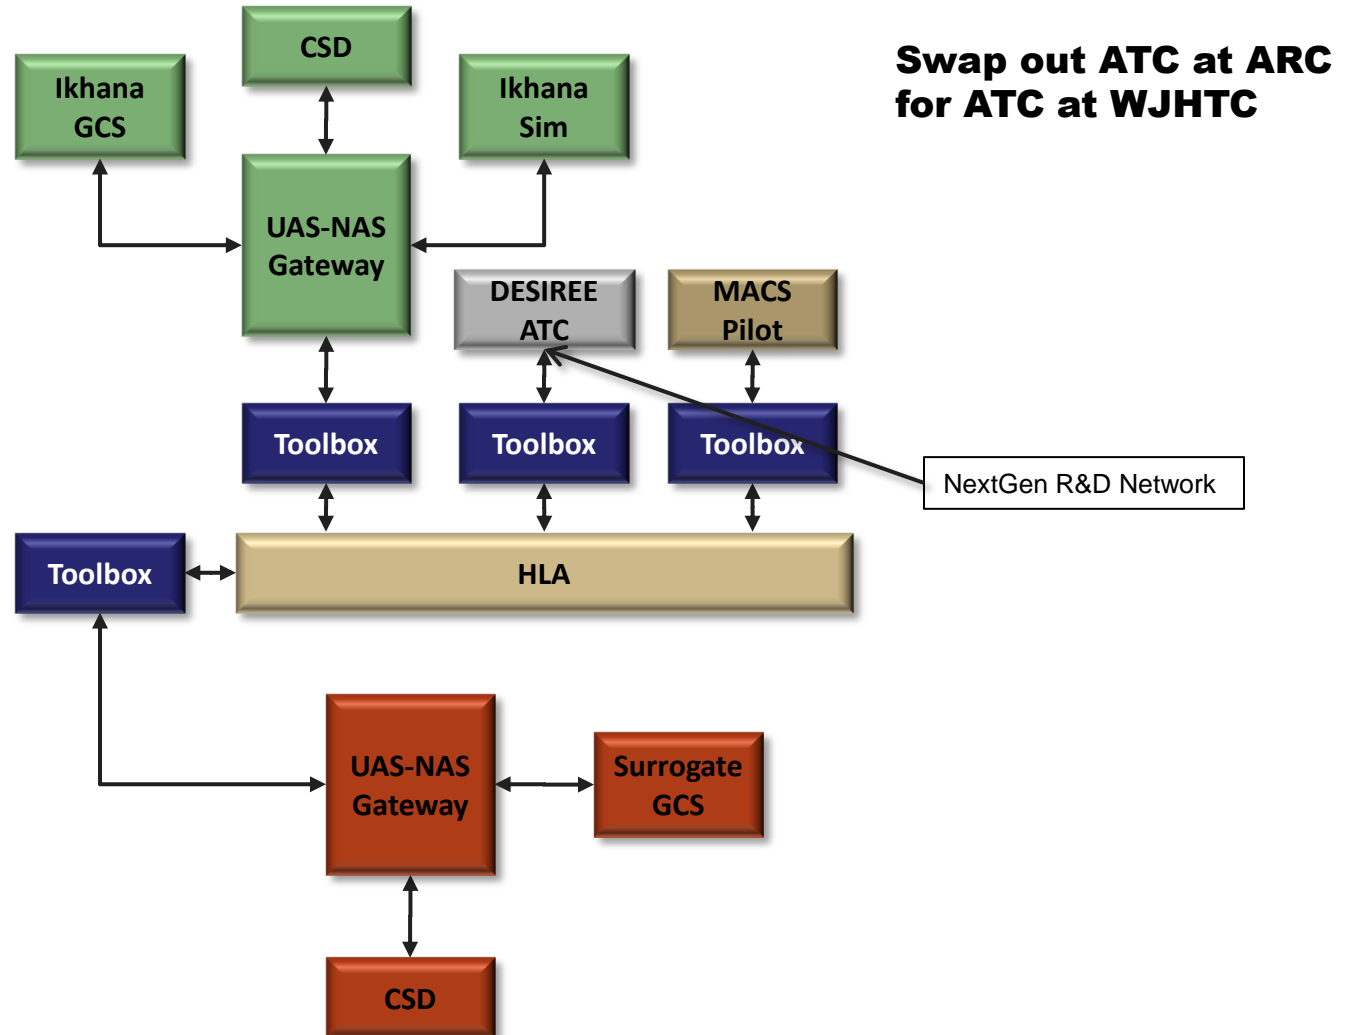 Swap out ATC at ARC
for ATC at WJHTC
CSD
Ikhana
GCS
Ikhana
Sim
UAS-NAS
Gateway
DESIREE
ATC
MACS
Pilot
Toolbox
Toolbox
Toolbox
NextGen R&D Network
Toolbox
HLA
UAS-NAS
Gateway
Surrogate
GCS
CSD